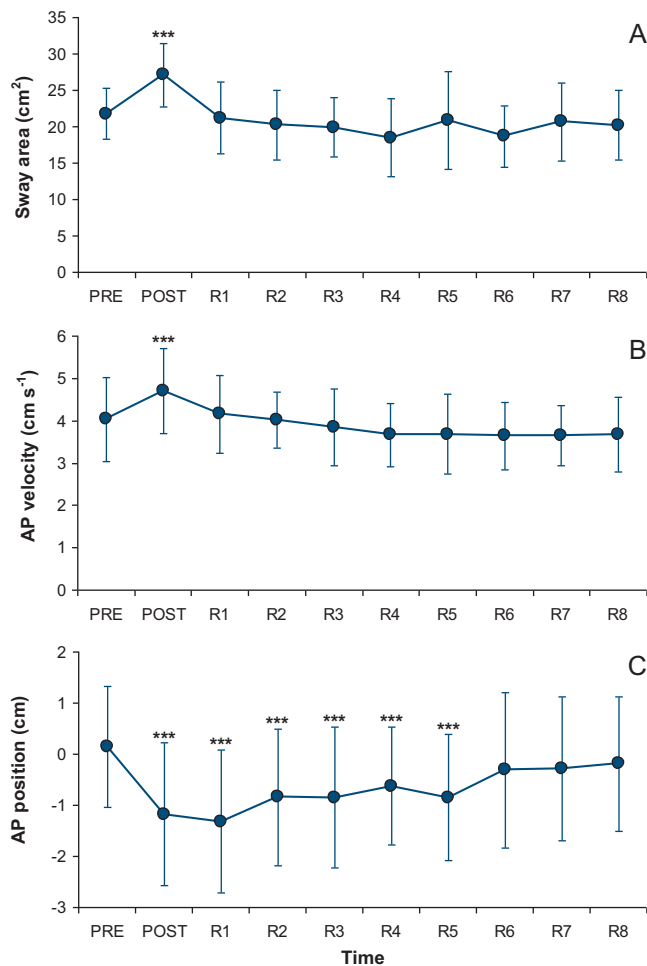 A
Sway area (cm²)
35
30
25
20
15
10
5
0
***
PRE POST R1 R2 R3 R4 R5 R6 R7 R8
B
AP velocity (cm s⁻¹)
6
5
4
3
2
1
0
***
PRE POST R1 R2 R3 R4 R5 R6 R7 R8
C
AP position (cm)
2
1
0
-1
-2
-3
*** *** *** *** *** ***
PRE POST R1 R2 R3 R4 R5 R6 R7 R8
Time